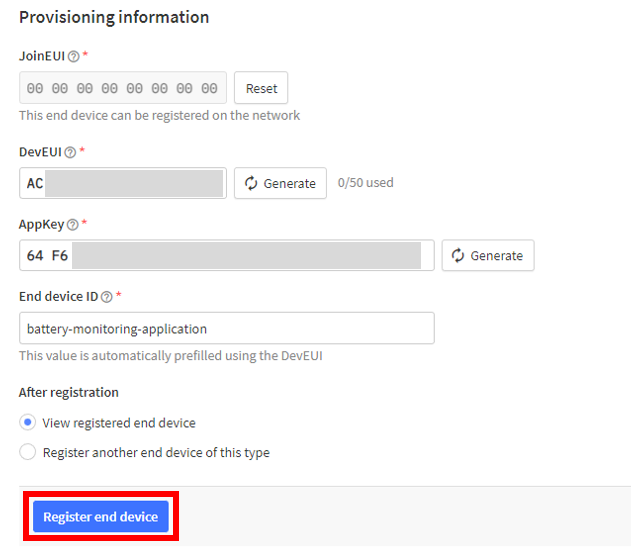 Provisioning information
JoinEUI *
00 00 00 00 00 00 00 00 Reset
This end device can be registered on the network
DevEUI *
AC Generate 0/50 used
AppKey *
64 F6 Generate
End device ID *
battery-monitoring-application
This value is automatically prefilled using the DevEUI
After registration
View registered end device
Register another end device of this type
Register end device